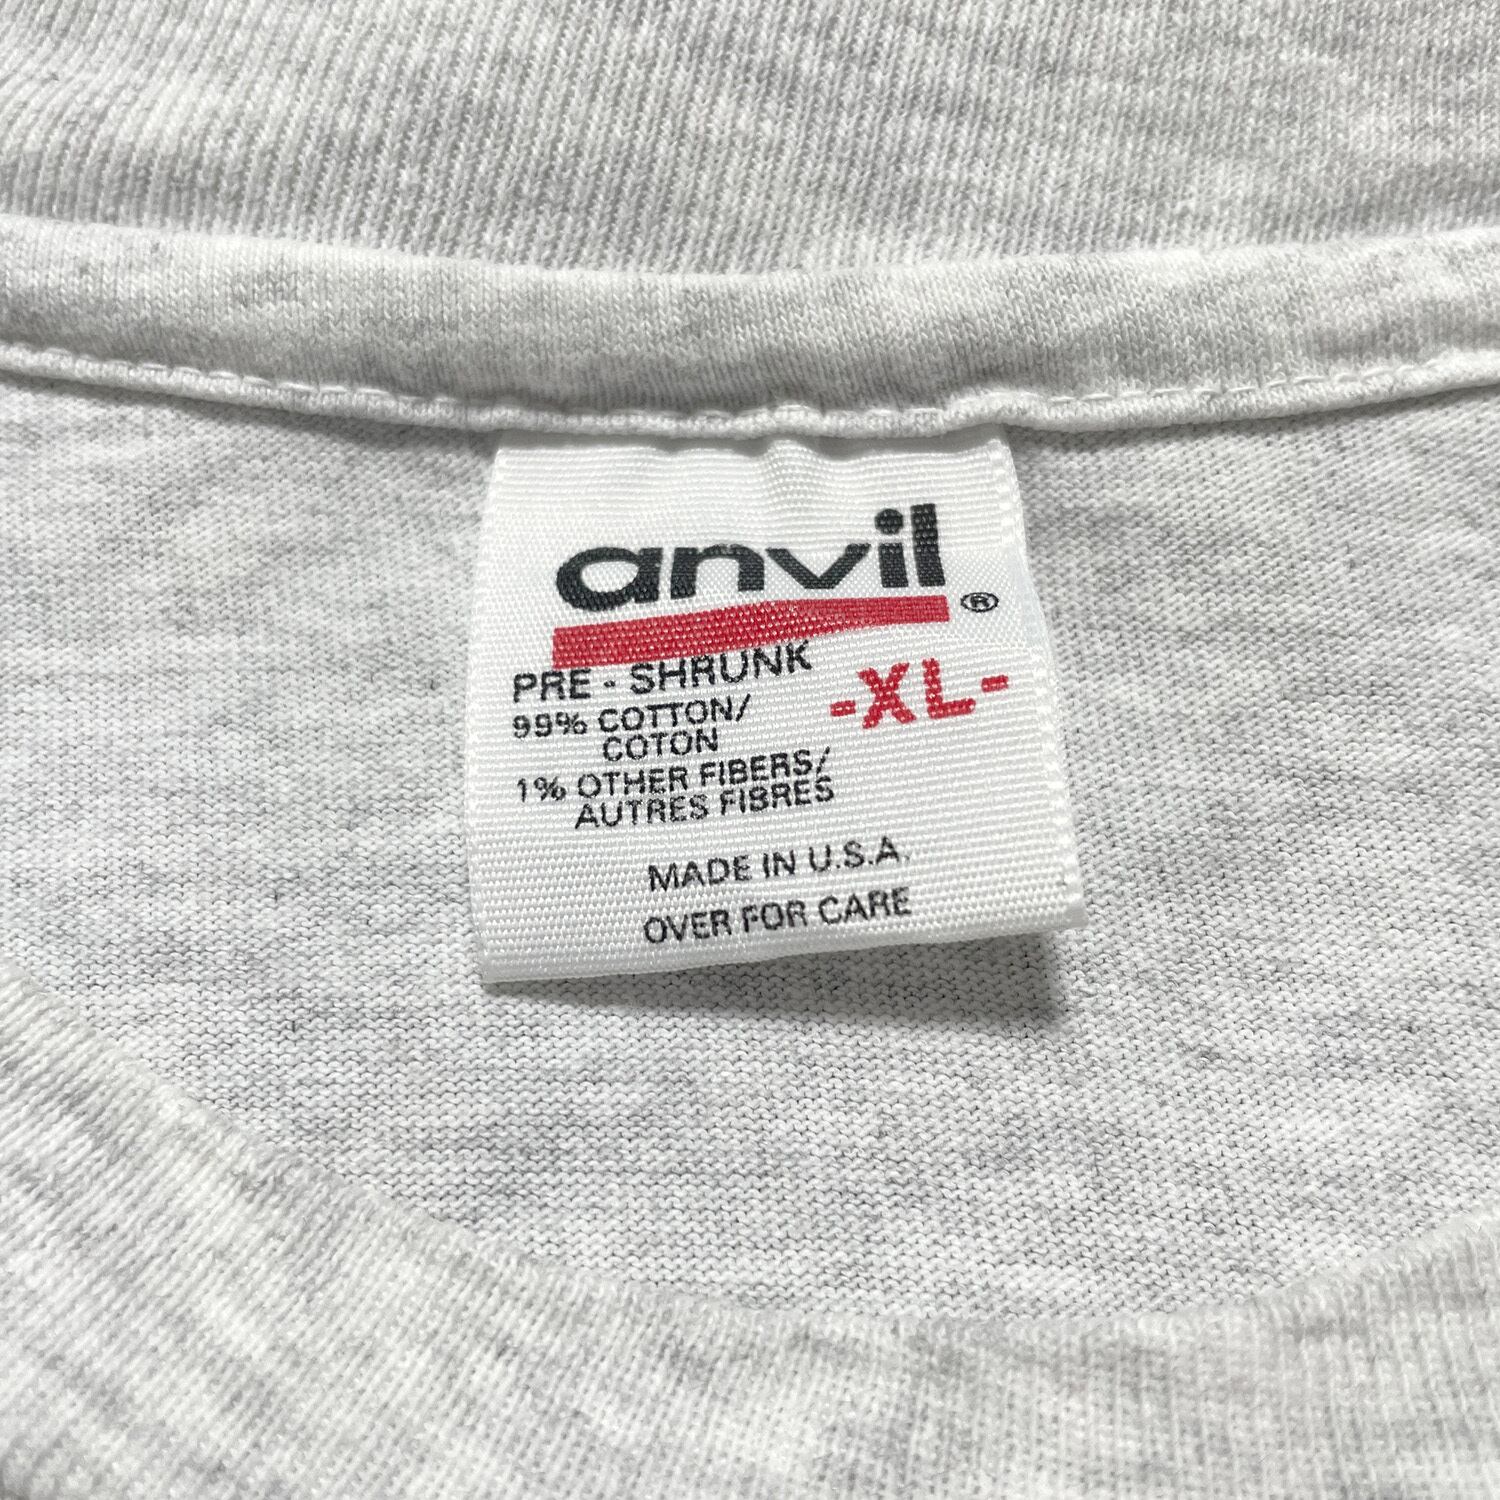 anvil ®
PRE - SHRUNK
-XL-
99% COTTON/
COTON
1% OTHER FIBERS/
AUTRES FIBRES
MADE IN U.S.A.
OVER FOR CARE